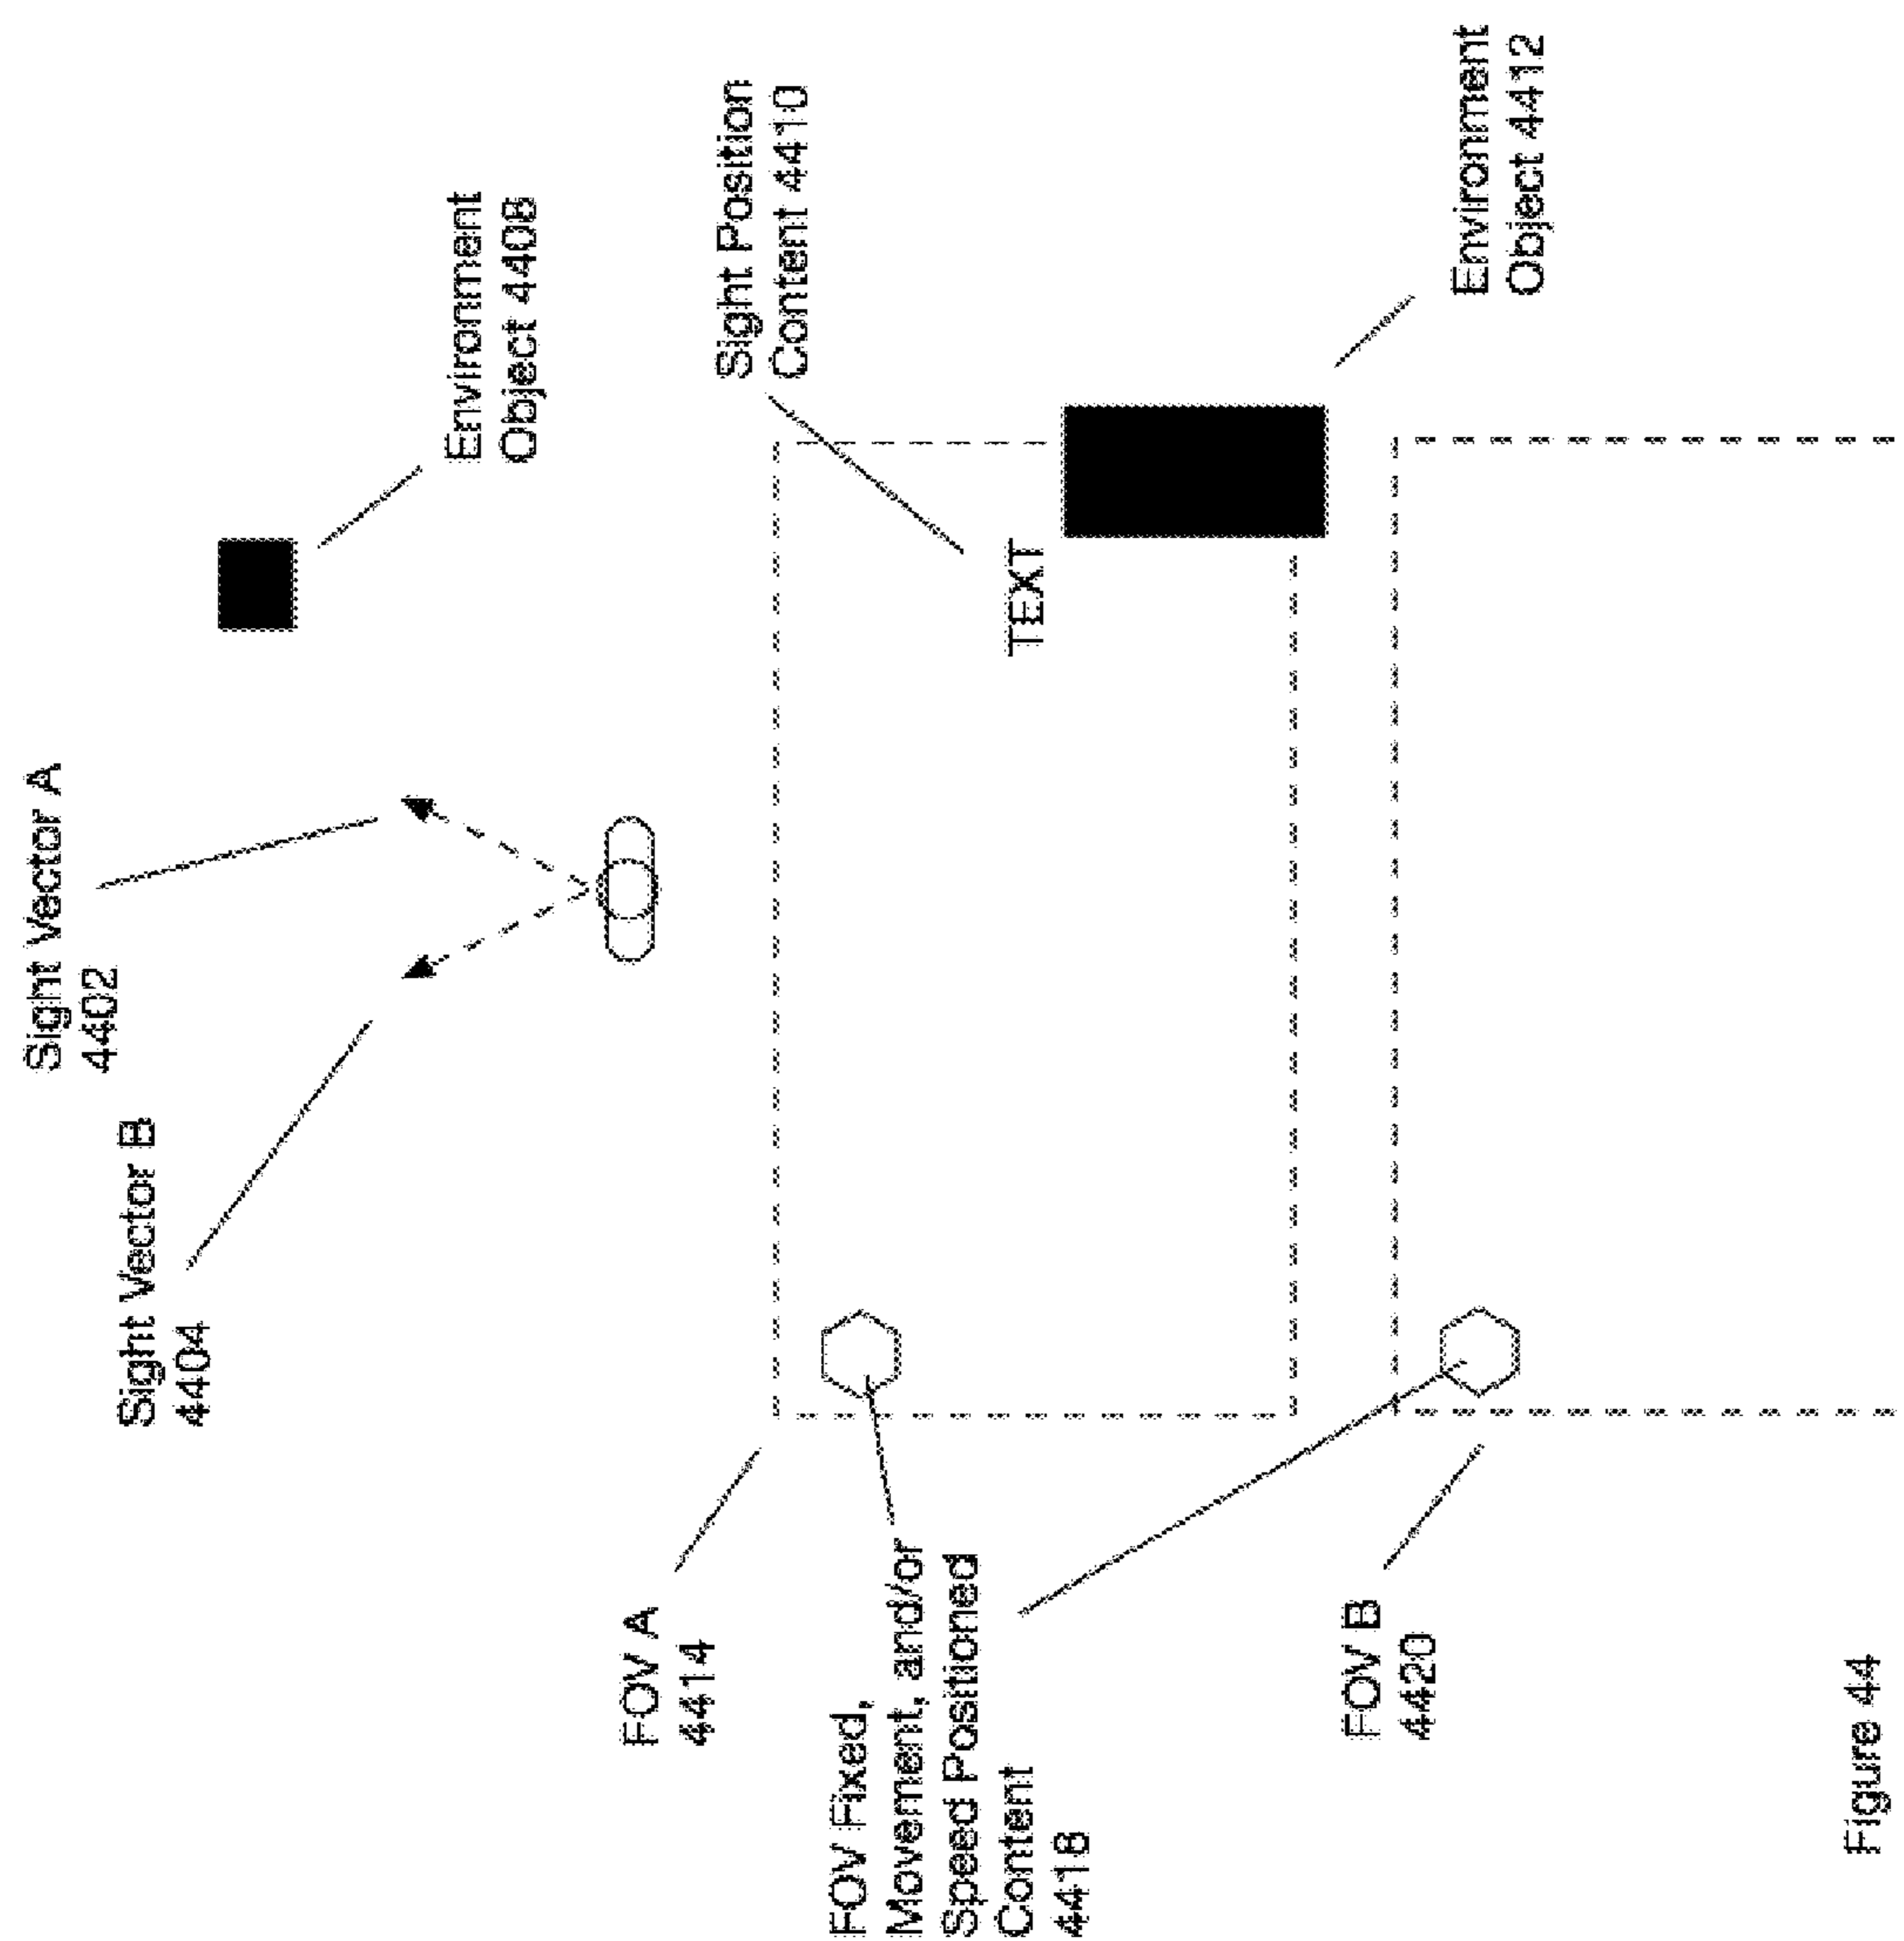 Sight Vector A
4402
Sight Vector B
4404
Environment
Object 4408
FOV A
4414
Sight Position
Content 4410
TEXT
FOV Fixed,
Movement, and/or
Speed Positioned
Content
4418
Environment
Object 4412
FOV B
4420
Figure 44